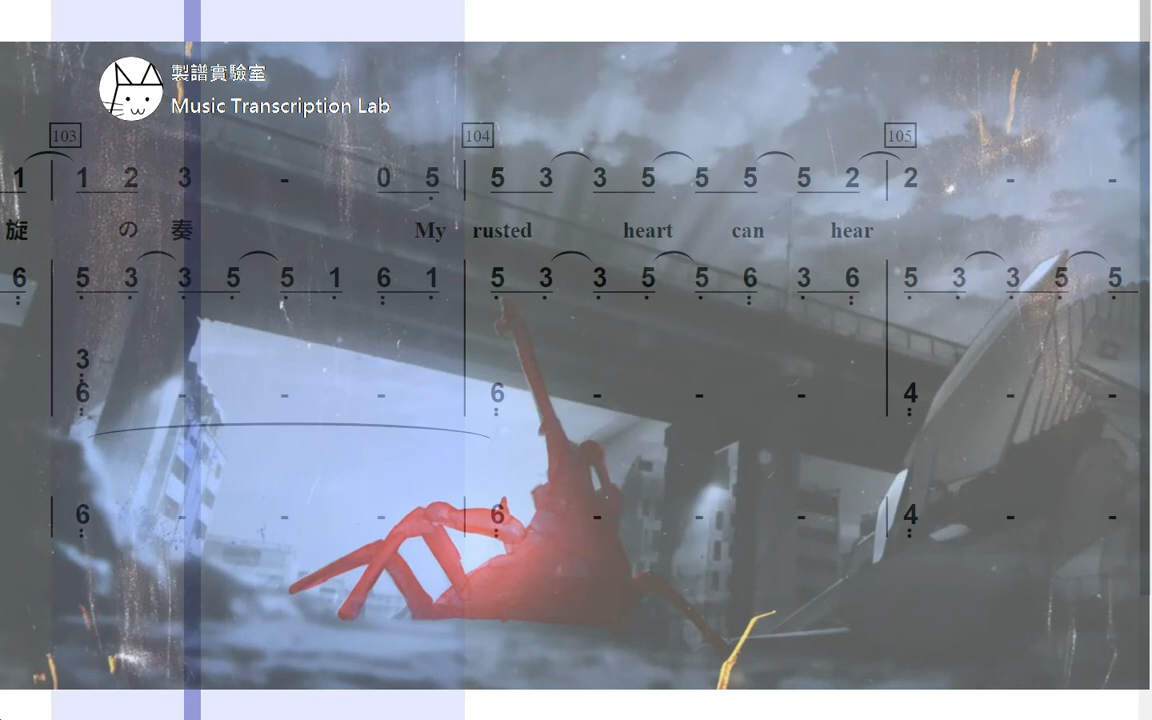 製譜實驗室
Music Transcription Lab
103 104 105
1 1 2 3 - 0 5 5 3 3 5 5 5 5 2 2 - -
旋 の 奏 My rusted heart can hear
6 5 3 3 5 5 1 6 1 5 3 3 5 5 6 3 6 5 3 3 5 5
3
6 - - - 6 - - - 4 - -
6 - - - 6 - - - 4 - -